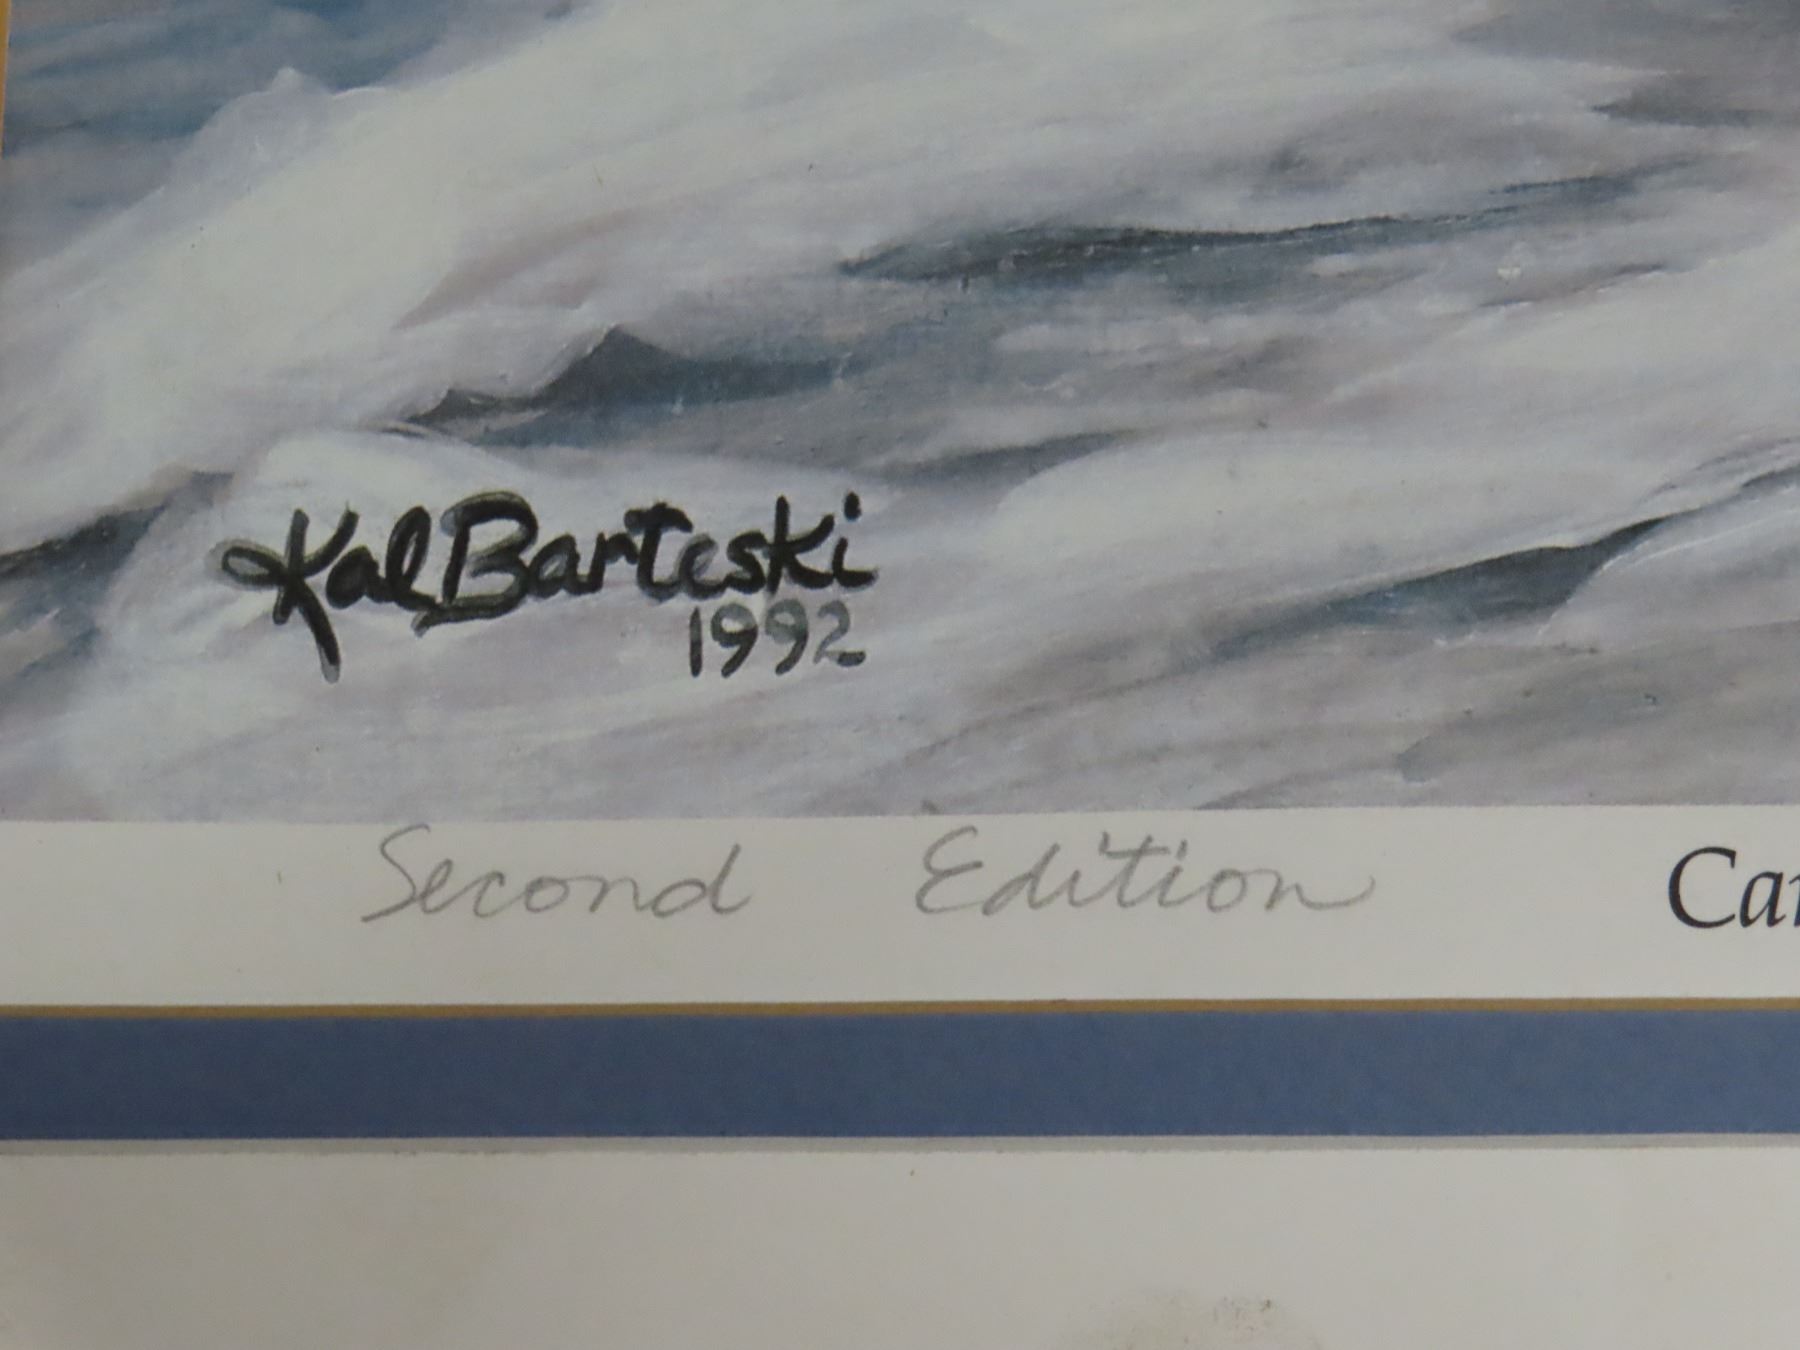 Kal Barteski
1992
Second Edition